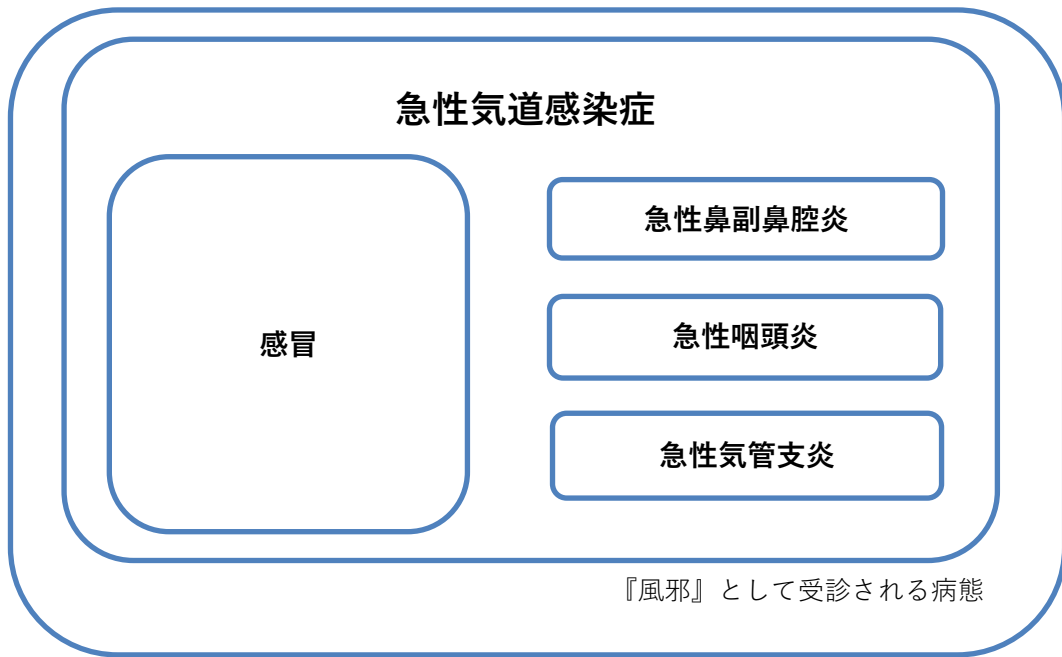 急性気道感染症
感冒
急性鼻副鼻腔炎
急性咽頭炎
急性気管支炎
『風邪』として受診される病態